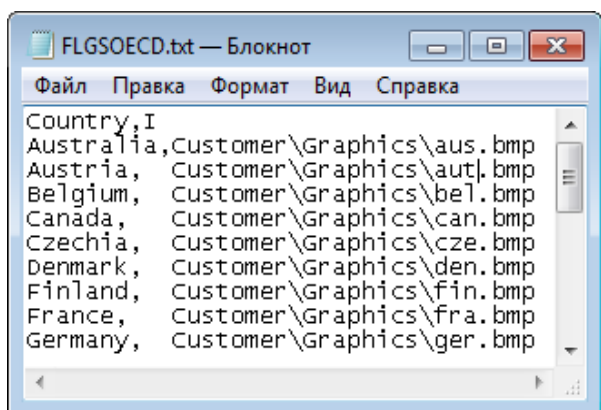 FLGSOECD.txt — Блокнот
Файл Правка Формат Вид Справка
Country,I
Australia,Customer\Graphics\aus.bmp
Austria,  Customer\Graphics\aut.bmp
Belgium,  Customer\Graphics\bel.bmp
Canada,   Customer\Graphics\can.bmp
Czechia,  Customer\Graphics\cze.bmp
Denmark,  Customer\Graphics\den.bmp
Finland,  Customer\Graphics\fin.bmp
France,   Customer\Graphics\fra.bmp
Germany,  Customer\Graphics\ger.bmp